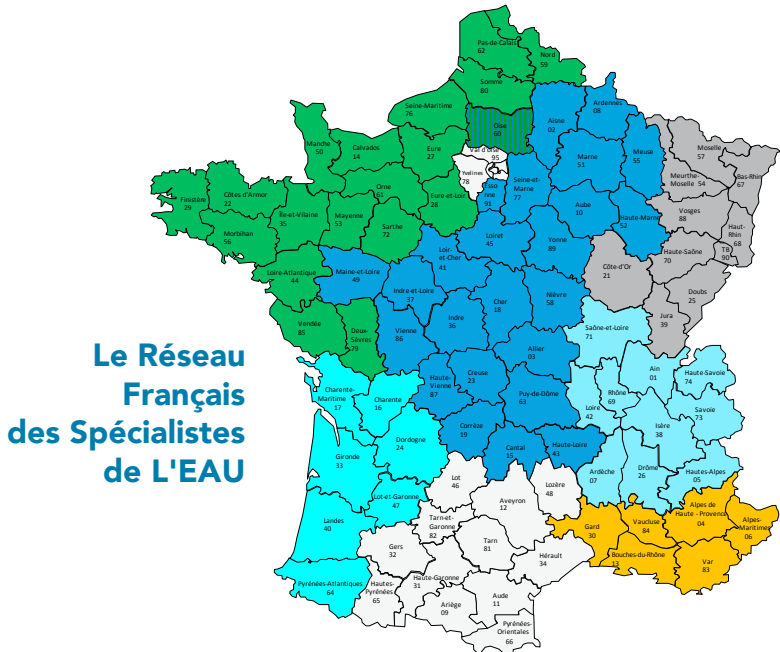 Pas-de-Calais
62
Nord
59
Somme
80
Seine-Maritime
76
Oise
60
Aisne
02
Ardennes
08
Manche
50
Calvados
14
Eure
27
Val d'oise
95
Yvelines
78
Esso
nne
91
Seine-et-
Marne
77
Marne
51
Meuse
55
Moselle
57
Meurthe-
Moselle 54
Bas-Rhin
67
Finistère
29
Côtes d'Armor
22
Morbihan
56
Île-et-Vilaine
35
Mayenne
53
Orne
61
Sarthe
72
Eure-et-Loir
28
Loiret
45
Aube
10
Haute-Marne
52
Vosges
88
Haut-
Rhin
68
TB
90
Haute-Saône
70
Loire-Atlantique
44
Maine-et-Loire
49
Loir-
et-Cher
41
Indre-et-Loire
37
Yonne
89
Côte-d'Or
21
Doubs
25
Jura
39
Vendée
85
Deux-
Sèvres
79
Vienne
86
Indre
36
Cher
18
Nièvre
58
Saône-et-Loire
71
Allier
03
Charente-
Maritime
17
Charente
16
Haute-
Vienne
87
Creuse
23
Puy-de-Dôme
63
Loire
42
Rhône
69
Ain
01
Haute-Savoie
74
Savoie
73
Isère
38
Le Réseau
Français
des Spécialistes
de L'EAU
Gironde
33
Dordogne
24
Corrèze
19
Cantal
15
Haute-Loire
43
Ardèche
07
Drôme
26
Hautes-Alpes
05
Lot-et-Garonne
47
Lot
46
Aveyron
12
Lozère
48
Gard
30
Vaucluse
84
Alpes de
Haute - Provence
04
Alpes-
Maritimes
06
Landes
40
Tarn-et-
Garonne
82
Tarn
81
Gers
32
Hérault
34
Bouches-du-Rhône
13
Var
83
Pyrénées-Atlantiques
64
Hautes-
Pyrénées
65
Haute-Garonne
31
Ariège
09
Aude
11
Pyrénées-
Orientales
66